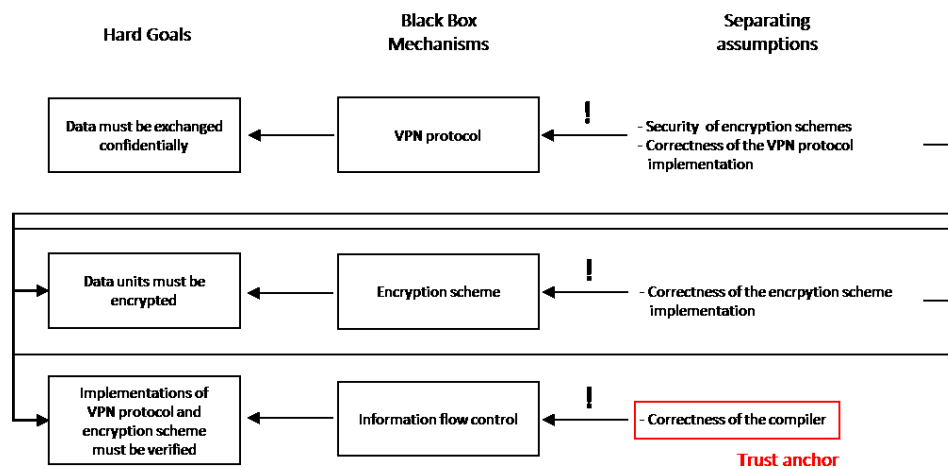 Hard Goals
Black Box
Mechanisms
Separating
assumptions
Data must be exchanged
confidentially
VPN protocol
!
- Security of encryption schemes
- Correctness of the VPN protocol
implementation
Data units must be
encrypted
Encryption scheme
!
- Correctness of the encrpytion scheme
implementation
Implementations of
VPN protocol and
encryption scheme
must be verified
Information flow control
!
- Correctness of the compiler
Trust anchor